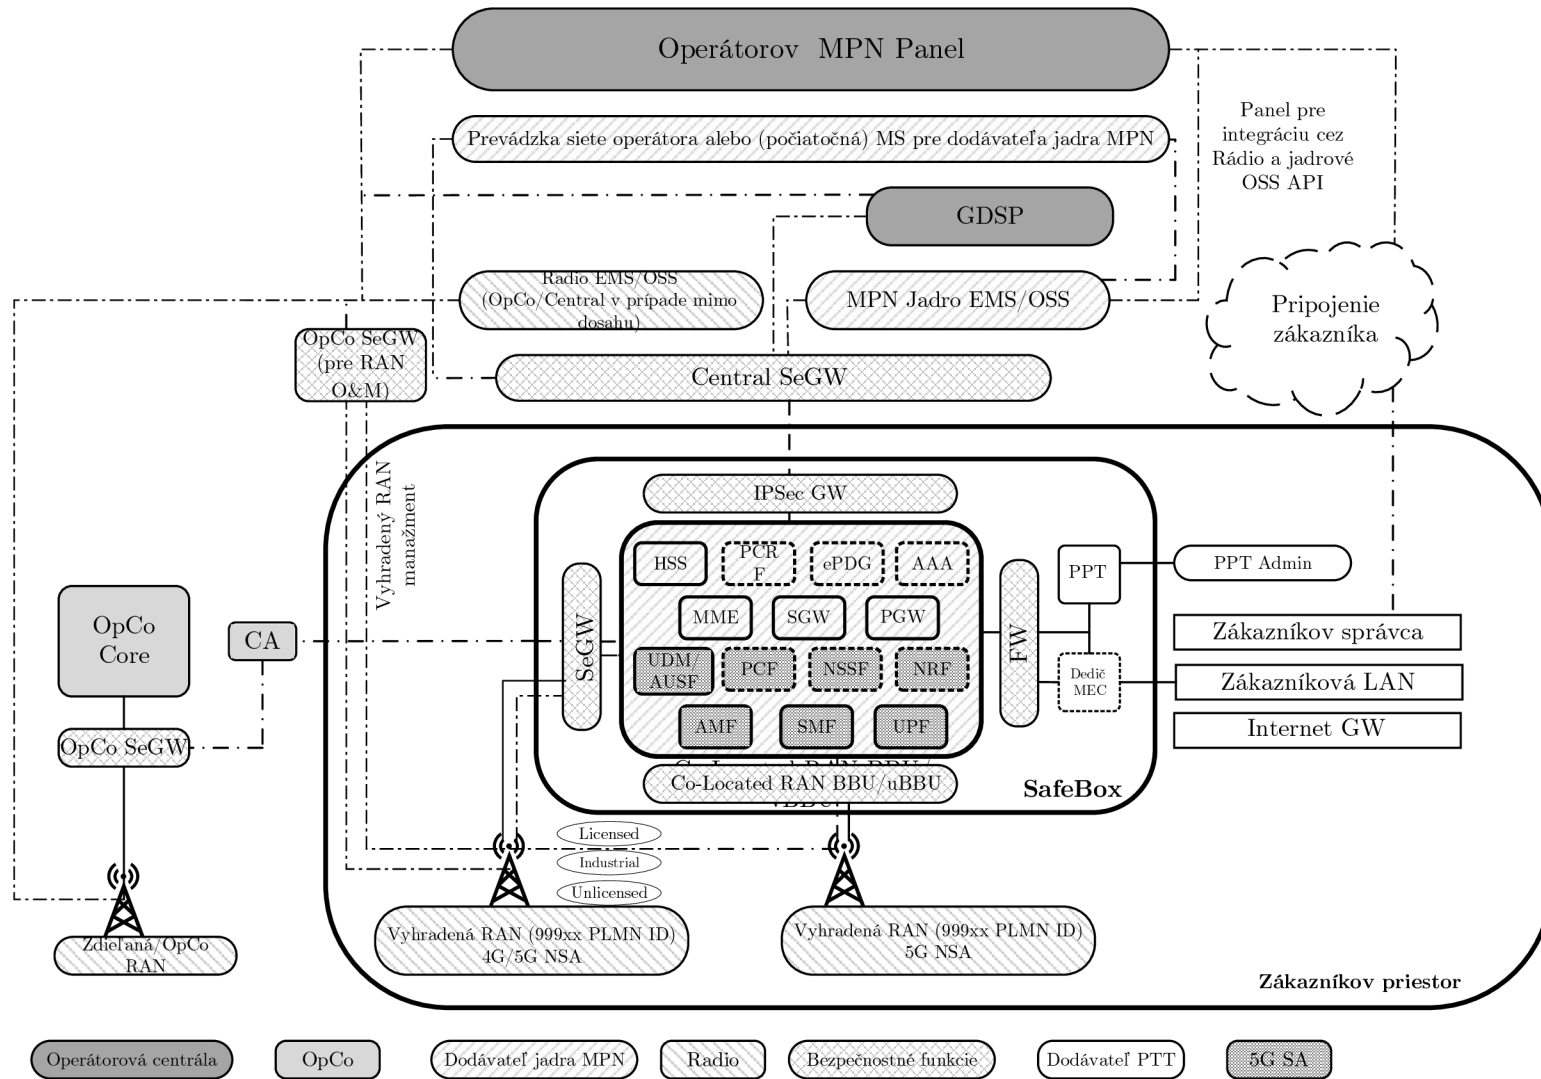 Operátorov MPN Panel
Prevádzka siete operátora alebo (počiatočná) MS pre dodávateľa jadra MPN
Panel pre
integráciu cez
Rádio a jadrové
OSS API
GDSP
Radio EMS/OSS
(OpCo/Central v prípade mimo
dosahu)
MPN Jadro EMS/OSS
Pripojenie
zákazníka
OpCo SeGW
(pre RAN
O&M)
Central SeGW
Vyhradený RAN
manažment
IPSec GW
HSS
PCR
F
ePDG
AAA
PPT
PPT Admin
MME
SGW
PGW
OpCo
Core
CA
SeGW
FW
Zákazníkov správca
UDM/
AUSF
PCF
NSSF
NRF
Dedič
MEC
Zákazníková LAN
AMF
SMF
UPF
Internet GW
OpCo SeGW
Co-Located RAN BBU/
Co-Located RAN BBU/uBBU
vBBU
SafeBox
Licensed
Industrial
Unlicensed
Zdieľaná/OpCo
RAN
Vyhradená RAN (999xx PLMN ID)
4G/5G NSA
Vyhradená RAN (999xx PLMN ID)
5G NSA
Zákazníkov priestor
Operátorová centrála
OpCo
Dodávateľ jadra MPN
Radio
Bezpečnostné funkcie
Dodávateľ PTT
5G SA